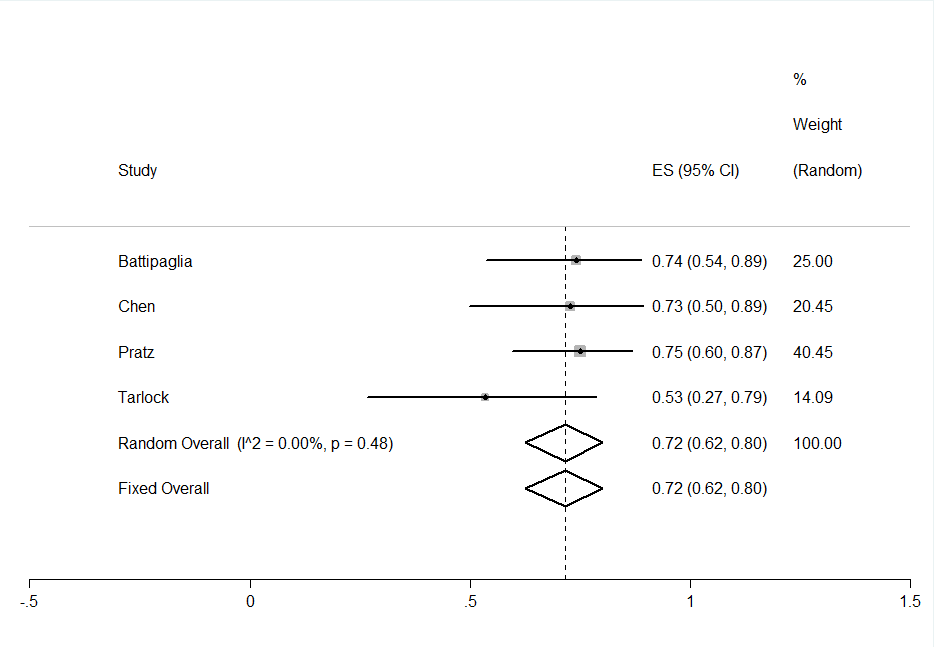 %
Weight
Study ES (95% CI) (Random)
Battipaglia 0.74 (0.54, 0.89) 25.00
Chen 0.73 (0.50, 0.89) 20.45
Pratz 0.75 (0.60, 0.87) 40.45
Tarlock 0.53 (0.27, 0.79) 14.09
Random Overall (I^2 = 0.00%, p = 0.48) 0.72 (0.62, 0.80) 100.00
Fixed Overall 0.72 (0.62, 0.80)
-.5 0 .5 1 1.5